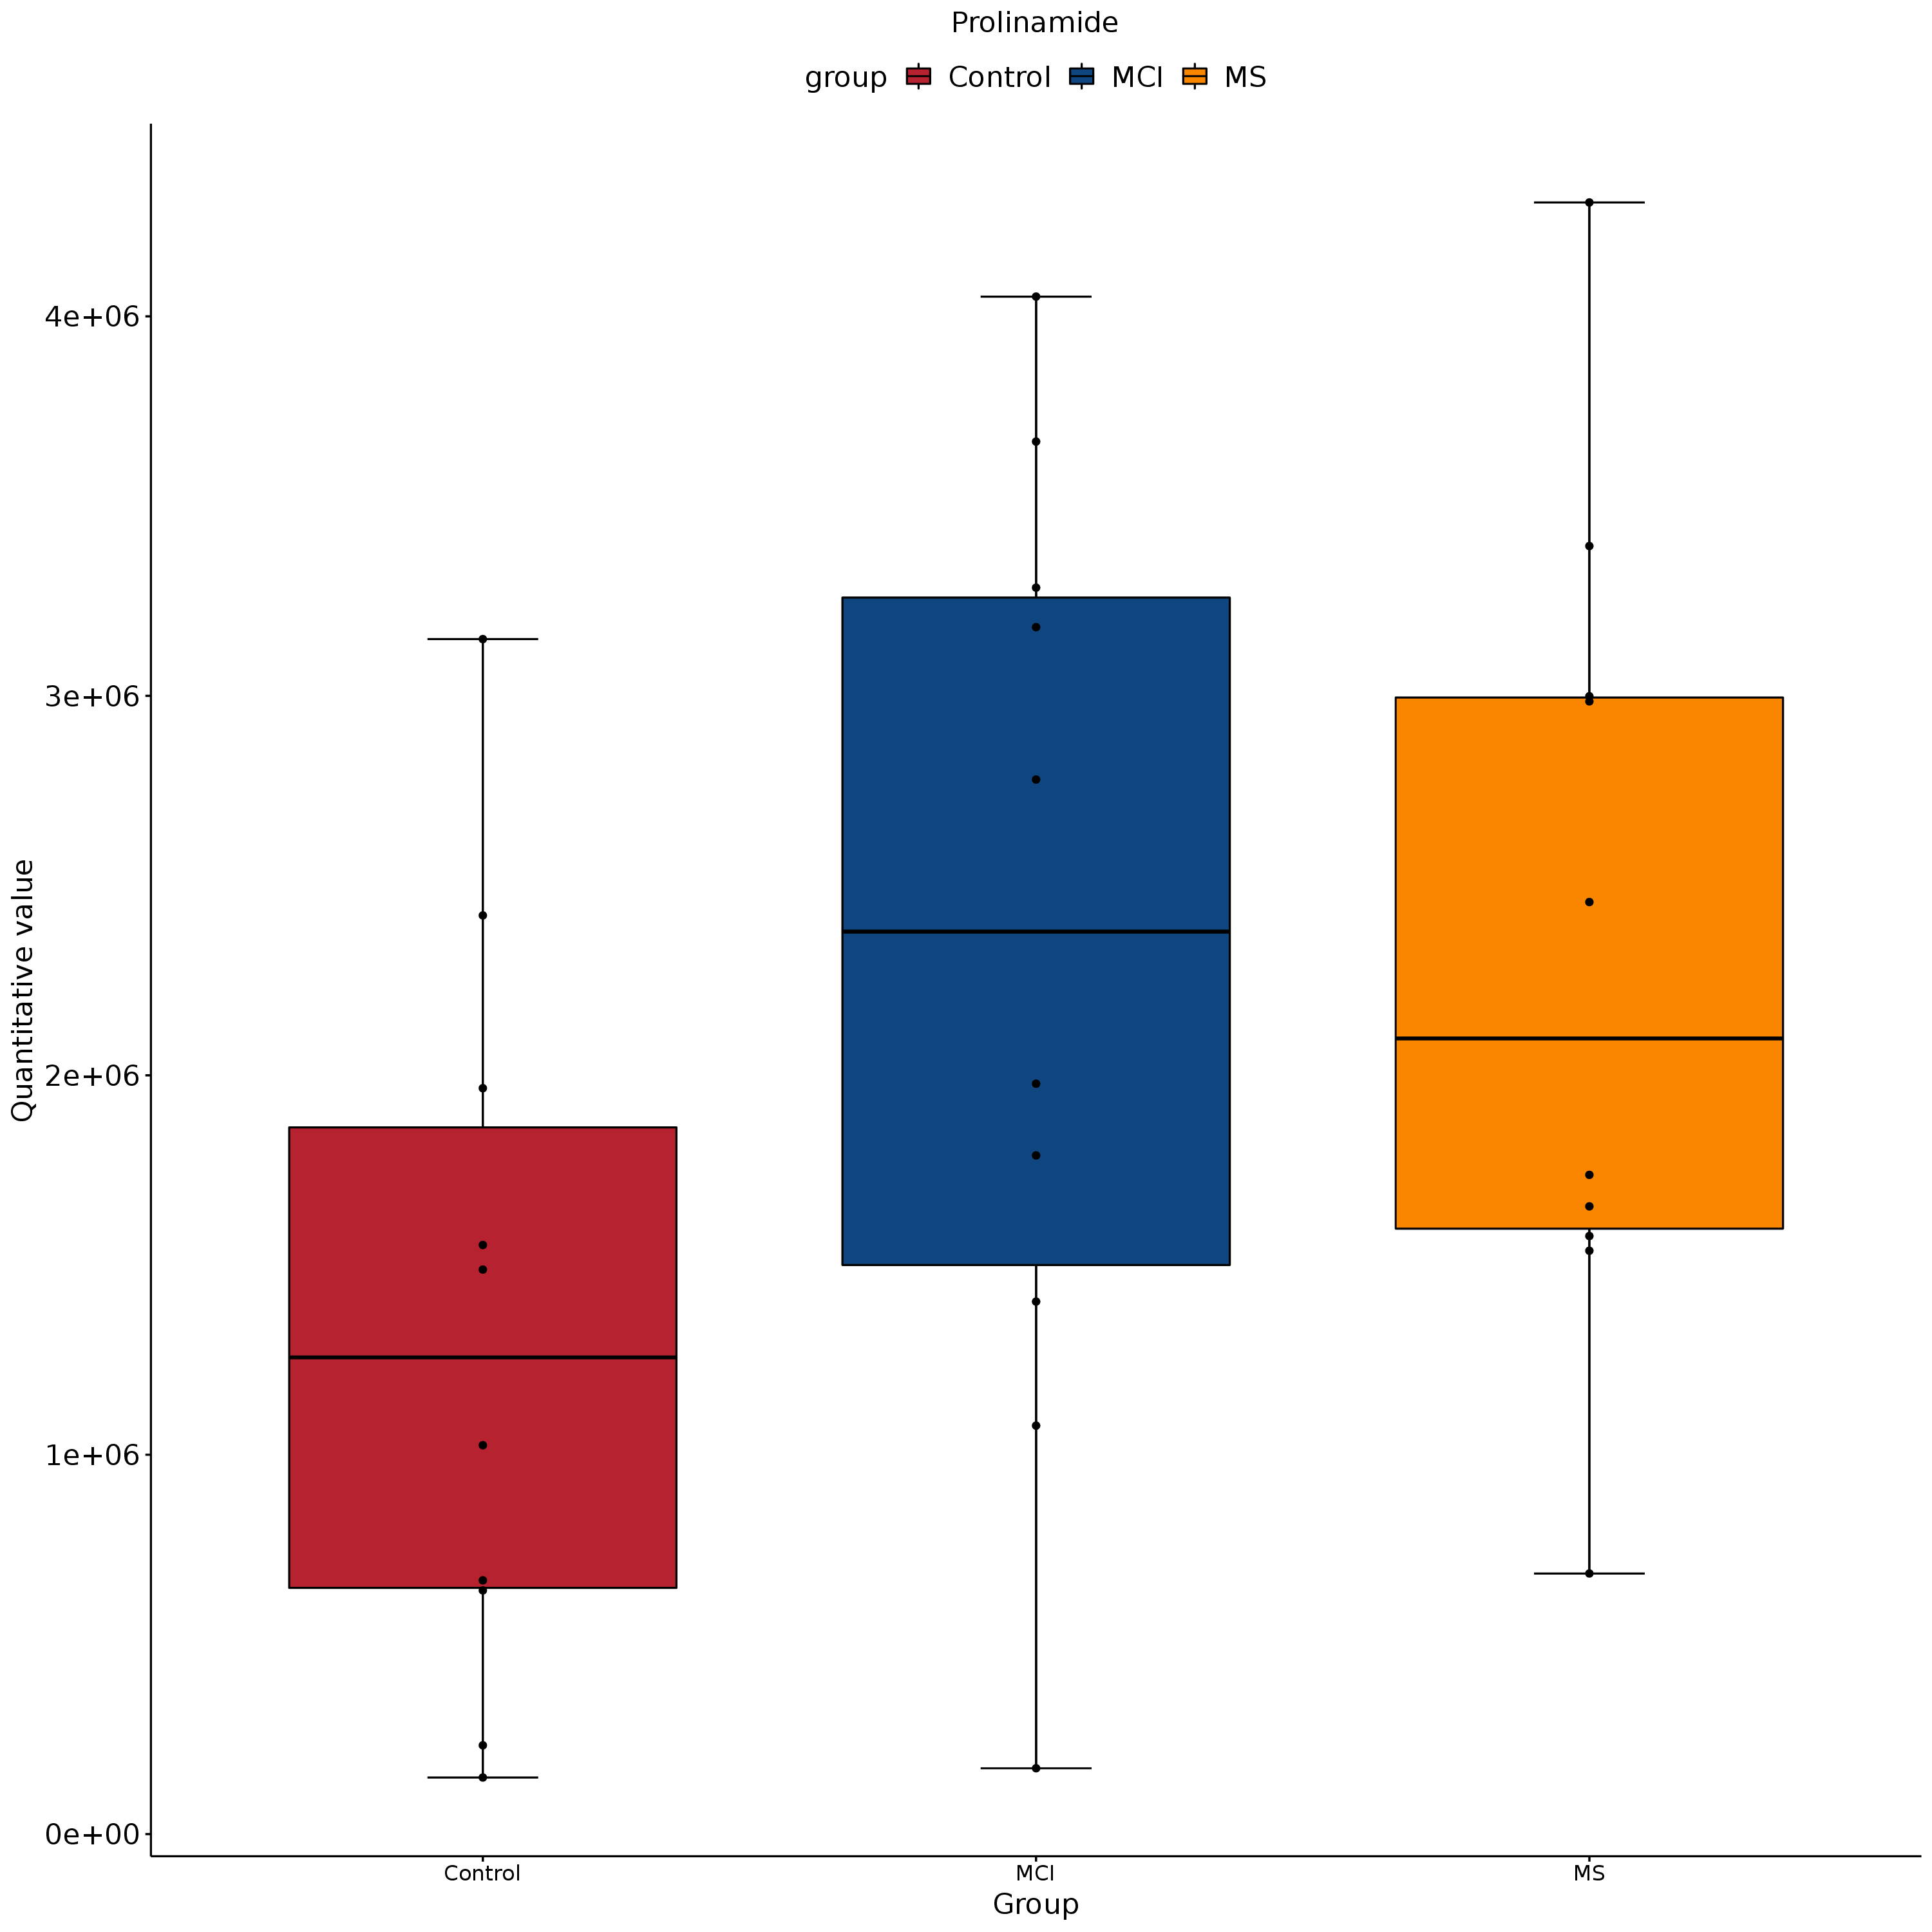 Prolinamide
group Control MCI MS
4e+06
3e+06
2e+06
1e+06
0e+00
Quantitative value
Control MCI MS
Group